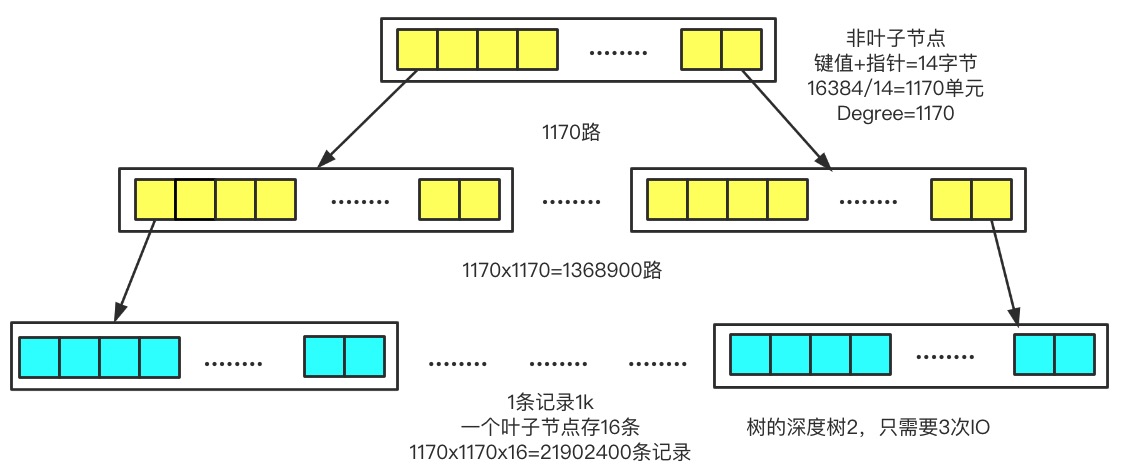 非叶子节点
键值+指针=14字节
16384/14=1170单元
Degree=1170
1170路
1170x1170=1368900路
1条记录1k
一个叶子节点存16条
1170x1170x16=21902400条记录
树的深度树2，只需要3次IO